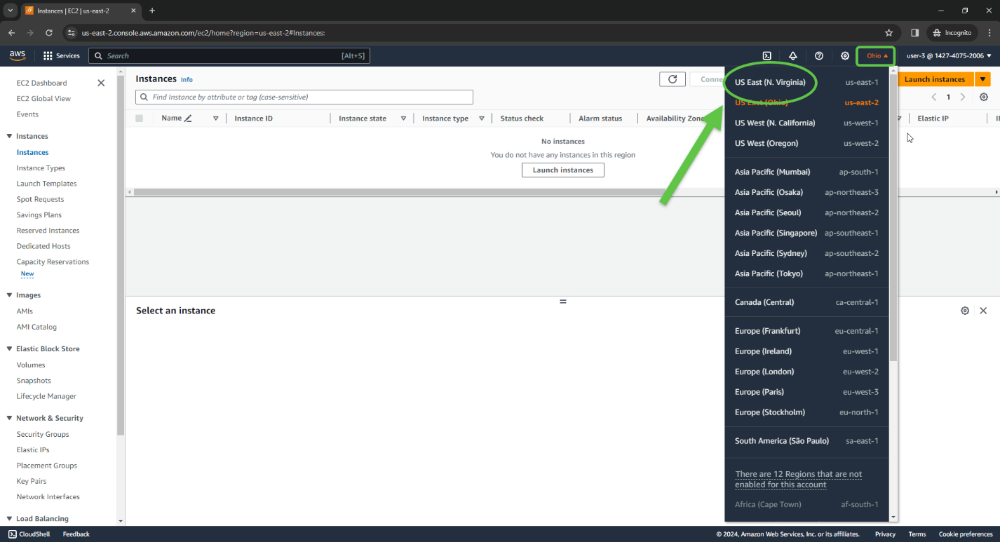 Instances | EC2 | us-east-2
us-east-2.console.aws.amazon.com/ec2/home?region=us-east-2#Instances:
Incognito
aws
Services
Search
[Alt+S]
Ohio
user-3 @ 1427-4075-2006
EC2 Dashboard
EC2 Global View
Events
Instances
Instances
Instance Types
Launch Templates
Spot Requests
Savings Plans
Reserved Instances
Dedicated Hosts
Capacity Reservations
New
Images
AMIs
AMI Catalog
Elastic Block Store
Volumes
Snapshots
Lifecycle Manager
Network & Security
Security Groups
Elastic IPs
Placement Groups
Key Pairs
Network Interfaces
Load Balancing
Instances Info
Conne
Launch instances
Find Instance by attribute or tag (case-sensitive)
1
Name
Instance ID
Instance state
Instance type
Status check
Alarm status
Availability Zone
Elastic IP
No instances
You do not have any instances in this region
Launch instances
Select an instance
US East (N. Virginia) us-east-1
US East (Ohio) us-east-2
US West (N. California) us-west-1
US West (Oregon) us-west-2
Asia Pacific (Mumbai) ap-south-1
Asia Pacific (Osaka) ap-northeast-3
Asia Pacific (Seoul) ap-northeast-2
Asia Pacific (Singapore) ap-southeast-1
Asia Pacific (Sydney) ap-southeast-2
Asia Pacific (Tokyo) ap-northeast-1
Canada (Central) ca-central-1
Europe (Frankfurt) eu-central-1
Europe (Ireland) eu-west-1
Europe (London) eu-west-2
Europe (Paris) eu-west-3
Europe (Stockholm) eu-north-1
South America (São Paulo) sa-east-1
There are 12 Regions that are not
enabled for this account
Africa (Cape Town) af-south-1
CloudShell
Feedback
© 2024, Amazon Web Services, Inc. or its affiliates.
Privacy
Terms
Cookie preferences